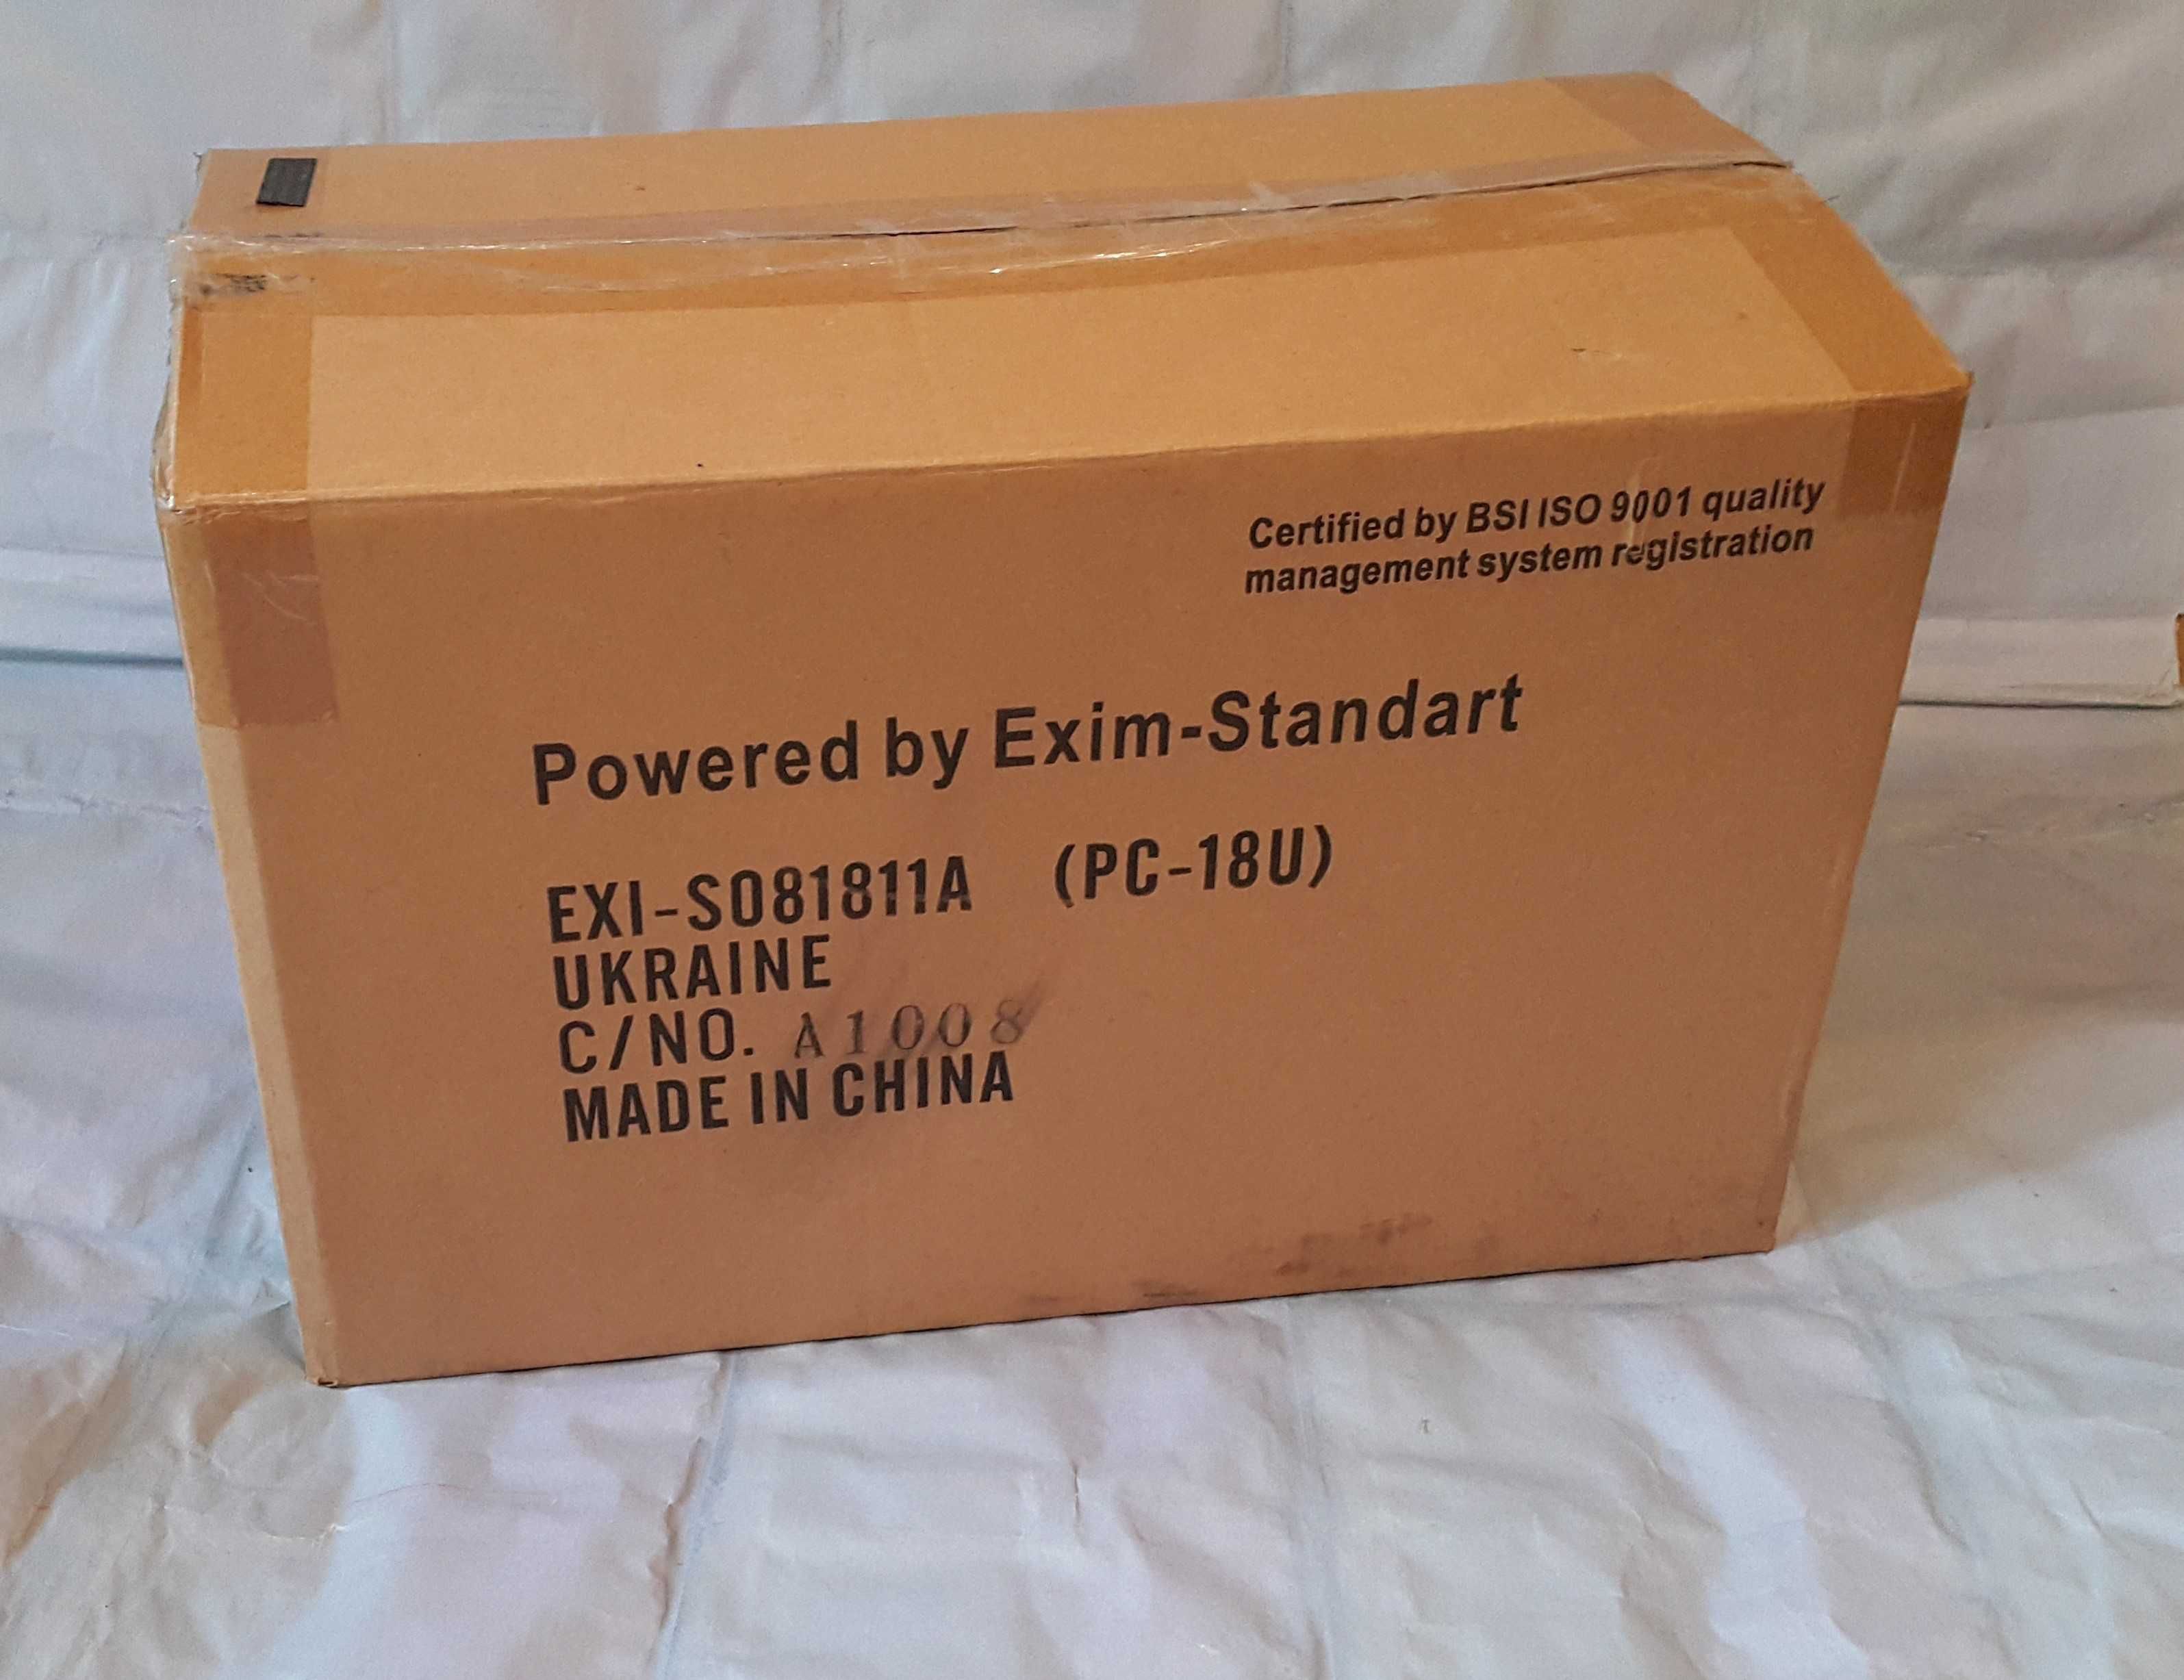 Certified by BSI ISO 9001 quality
management system registration
Powered by Exim-Standart
EXI-S081811A (PC-18U)
UKRAINE
C/NO. A1008
MADE IN CHINA